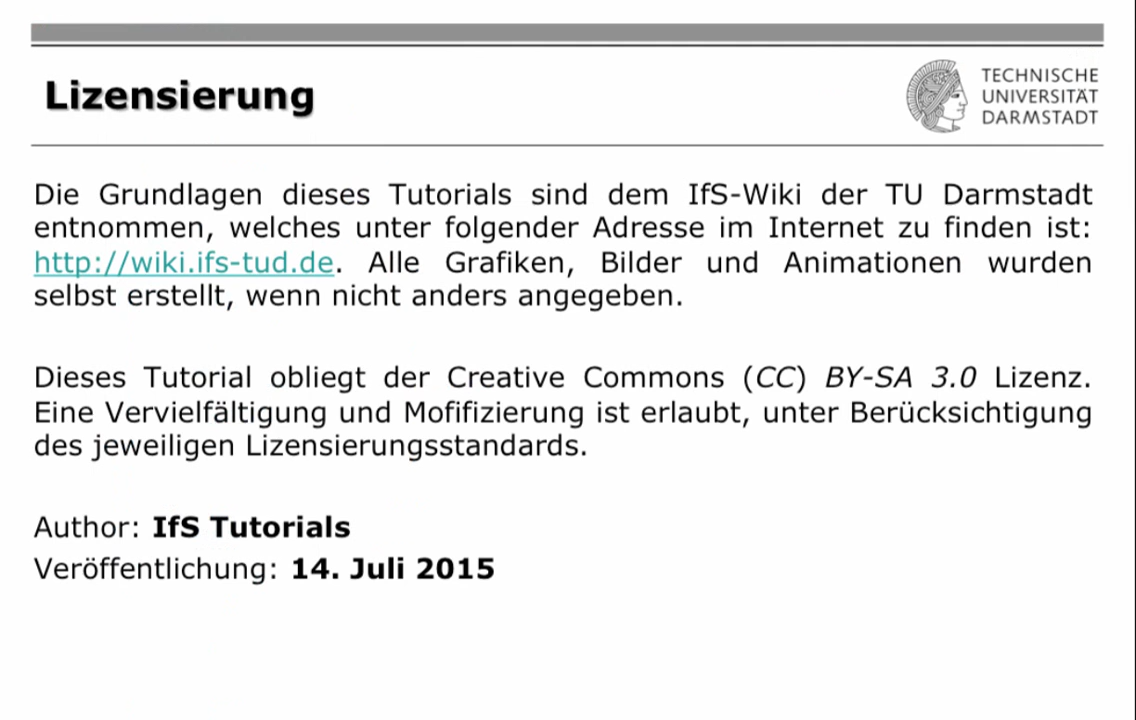 Lizensierung
TECHNISCHE
UNIVERSITÄT
DARMSTADT
Die Grundlagen dieses Tutorials sind dem IfS-Wiki der TU Darmstadt
entnommen, welches unter folgender Adresse im Internet zu finden ist:
http://wiki.ifs-tud.de. Alle Grafiken, Bilder und Animationen wurden
selbst erstellt, wenn nicht anders angegeben.
Dieses Tutorial obliegt der Creative Commons (CC) BY-SA 3.0 Lizenz.
Eine Vervielfältigung und Mofifizierung ist erlaubt, unter Berücksichtigung
des jeweiligen Lizensierungsstandards.
Author: IfS Tutorials
Veröffentlichung: 14. Juli 2015